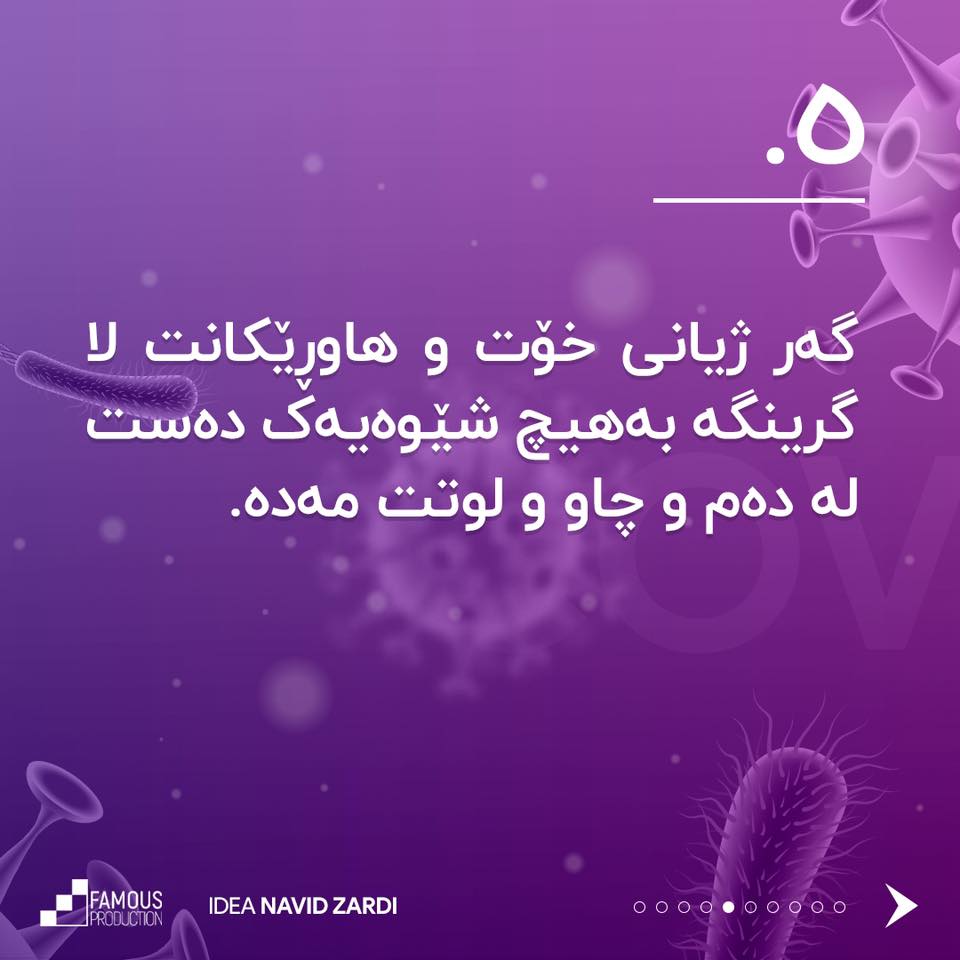 ٥.
گەر ژیانی خۆت و هاوڕێکانت لا
گرینگە بەهیچ شێوەیەک دەست
لە دەم و چاو و لوتت مەدە.
OV
FAMOUS
PRODUCTION
IDEA NAVID ZARDI